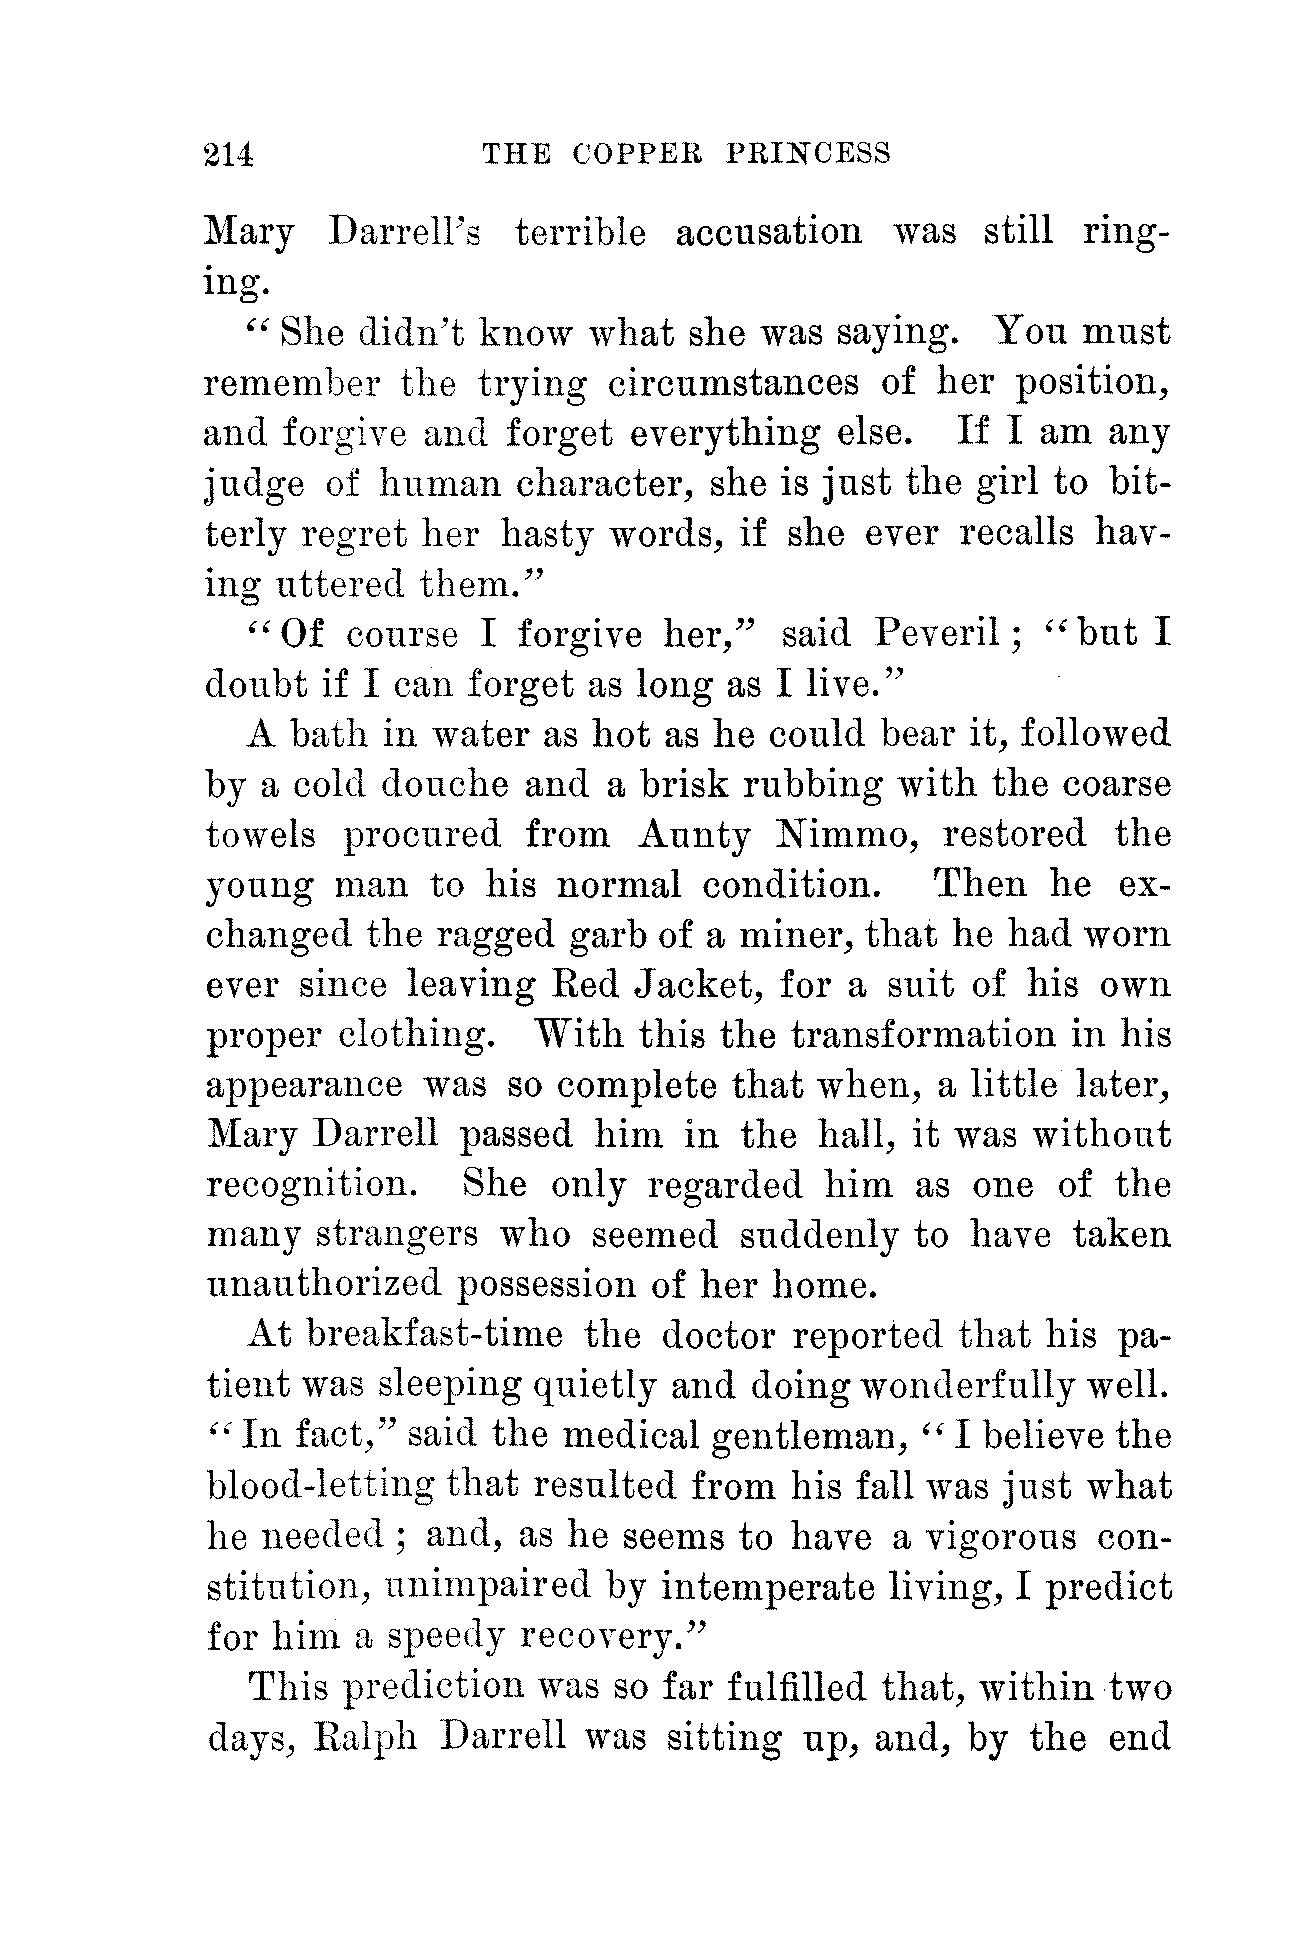 214 THE COPPER PRINCESS
Mary Darrell's terrible accusation was still ring-
ing.
"She didn't know what she was saying. You must
remember the trying circumstances of her position,
and forgive and forget everything else. If I am any
judge of human character, she is just the girl to bit-
terly regret her hasty words, if she ever recalls hav-
ing uttered them."
"Of course I forgive her," said Peveril; "but I
doubt if I can forget as long as I live."
A bath in water as hot as he could bear it, followed
by a cold douche and a brisk rubbing with the coarse
towels procured from Aunty Nimmo, restored the
young man to his normal condition. Then he ex-
changed the ragged garb of a miner, that he had worn
ever since leaving Red Jacket, for a suit of his own
proper clothing. With this the transformation in his
appearance was so complete that when, a little later,
Mary Darrell passed him in the hall, it was without
recognition. She only regarded him as one of the
many strangers who seemed suddenly to have taken
unauthorized possession of her home.
At breakfast-time the doctor reported that his pa-
tient was sleeping quietly and doing wonderfully well.
"In fact," said the medical gentleman, "I believe the
blood-letting that resulted from his fall was just what
he needed; and, as he seems to have a vigorous con-
stitution, unimpaired by intemperate living, I predict
for him a speedy recovery."
This prediction was so far fulfilled that, within two
days, Ralph Darrell was sitting up, and, by the end